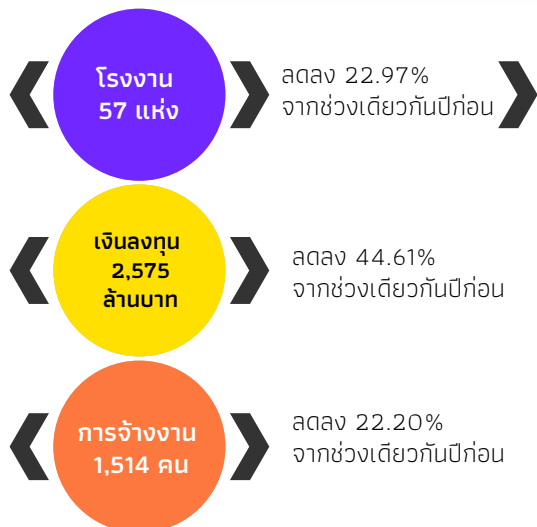 โรงงาน
57 แห่ง
ลดลง 22.97%
จากช่วงเดียวกันปีก่อน
เงินลงทุน
2,575
ล้านบาท
ลดลง 44.61%
จากช่วงเดียวกันปีก่อน
การจ้างงาน
1,514 คน
ลดลง 22.20%
จากช่วงเดียวกันปีก่อน